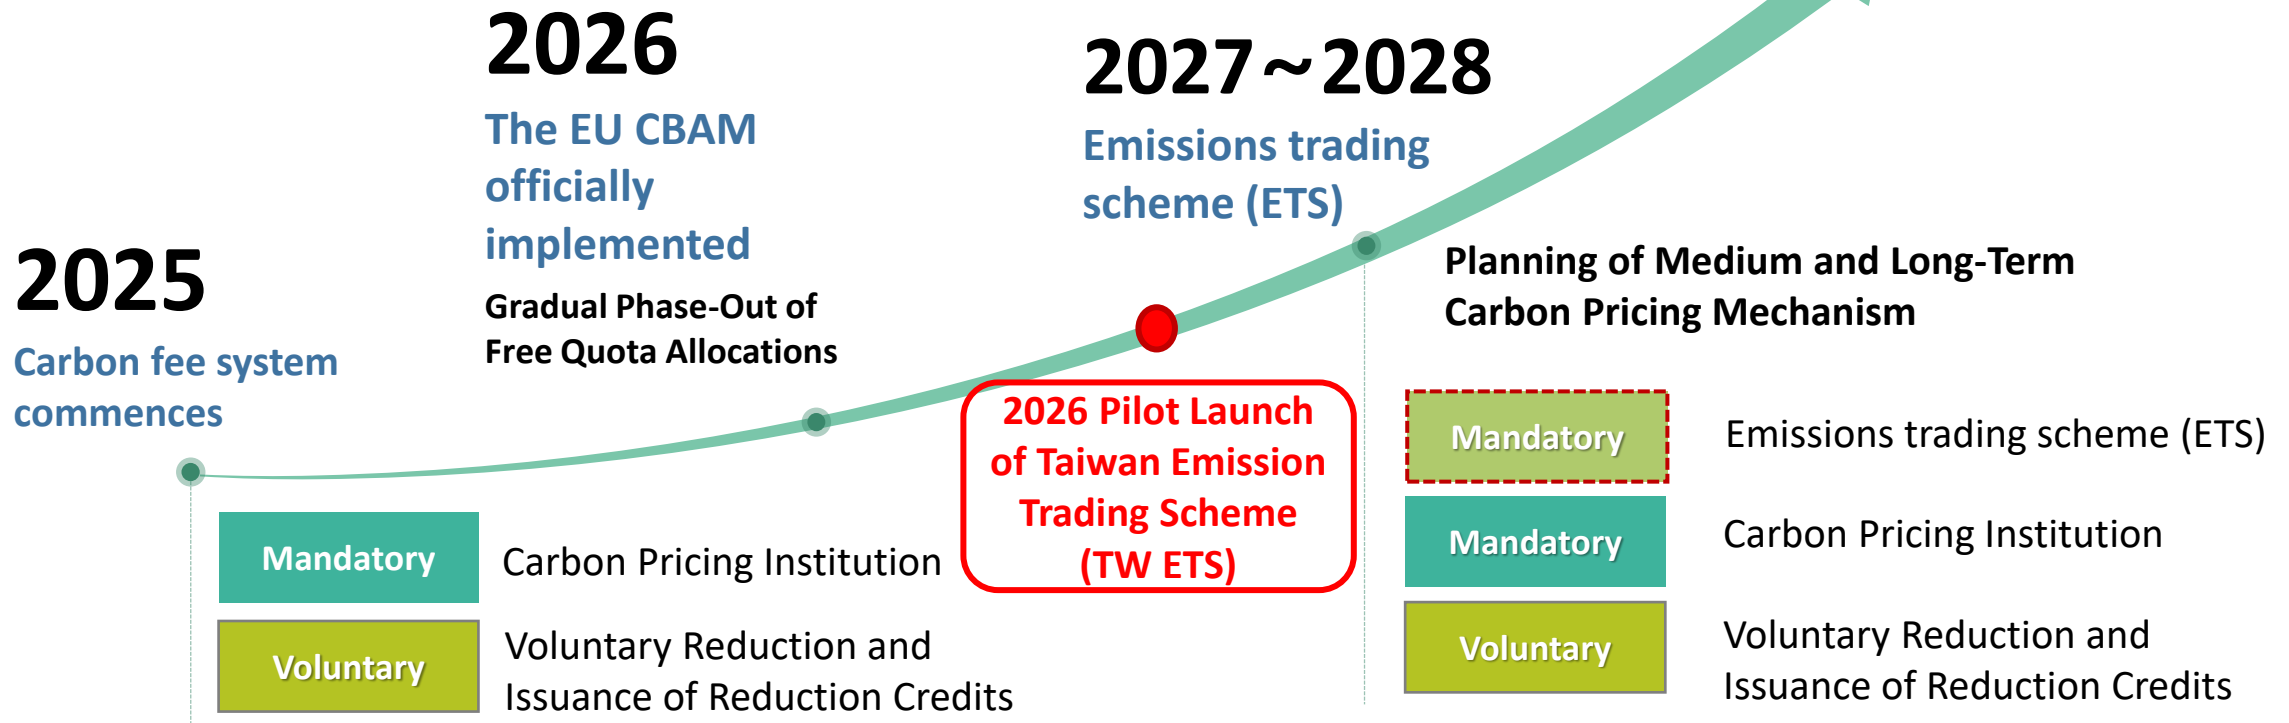 2025
Carbon fee system
commences
Mandatory
Carbon Pricing Institution
Voluntary
Voluntary Reduction and
Issuance of Reduction Credits
2026
The EU CBAM
officially
implemented
Gradual Phase-Out of
Free Quota Allocations
2026 Pilot Launch
of Taiwan Emission
Trading Scheme
(TW ETS)
2027~2028
Emissions trading
scheme (ETS)
Planning of Medium and Long-Term
Carbon Pricing Mechanism
Mandatory
Emissions trading scheme (ETS)
Mandatory
Carbon Pricing Institution
Voluntary
Voluntary Reduction and
Issuance of Reduction Credits